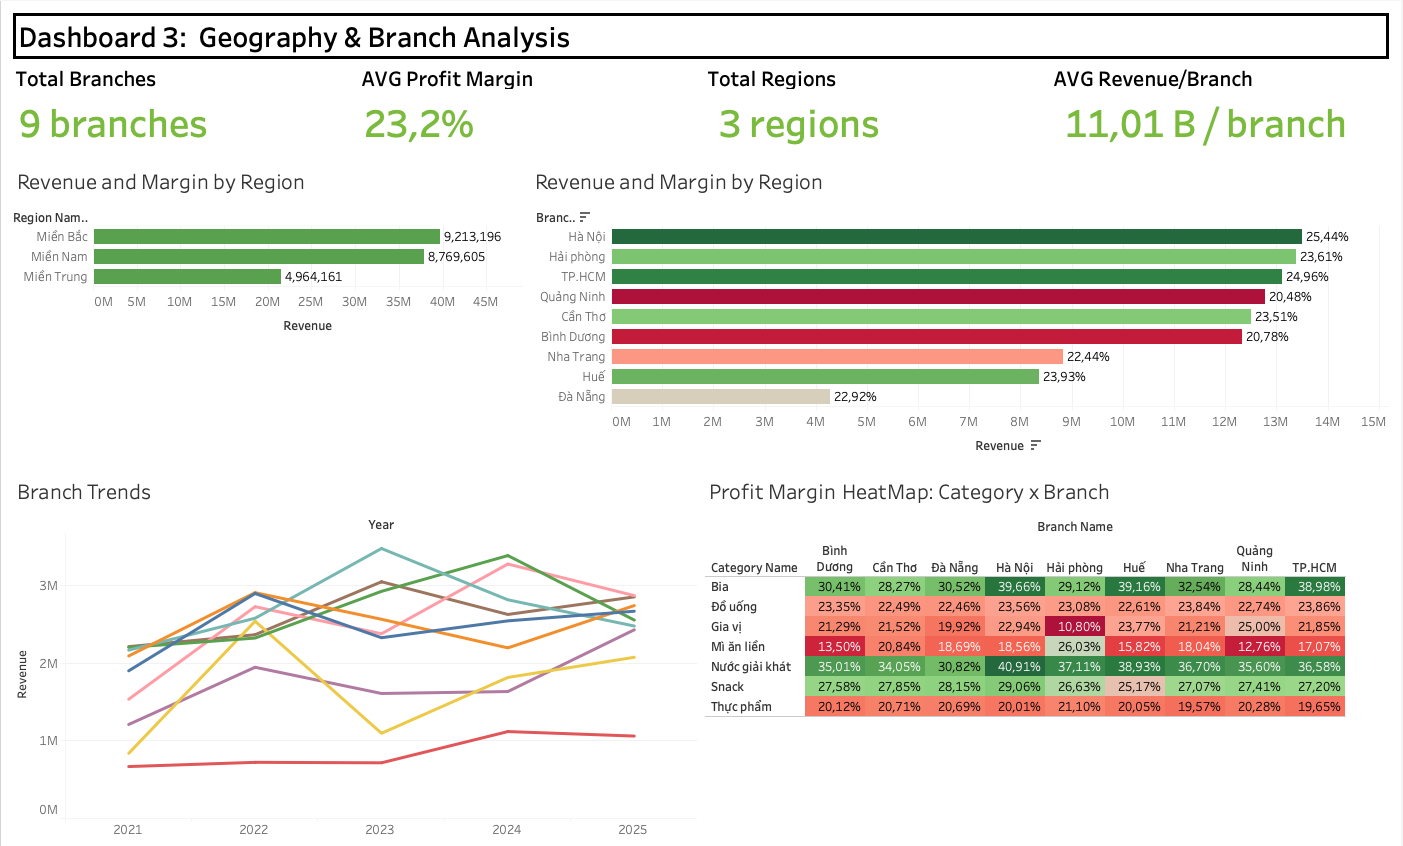 Dashboard 3: Geography & Branch Analysis
Total Branches
AVG Profit Margin
Total Regions
AVG Revenue/Branch
9 branches
23,2%
3 regions
11,01 B / branch
Revenue and Margin by Region
Region Nam..
Miền Bắc 9,213,196
Miền Nam 8,769,605
Miền Trung 4,964,161
0M 5M 10M 15M 20M 25M 30M 35M 40M 45M
Revenue
Revenue and Margin by Region
Branc..
Hà Nội 25,44%
Hải phòng 23,61%
TP.HCM 24,96%
Quảng Ninh 20,48%
Cần Thơ 23,51%
Bình Dương 20,78%
Nha Trang 22,44%
Huế 23,93%
Đà Nẵng 22,92%
0M 1M 2M 3M 4M 5M 6M 7M 8M 9M 10M 11M 12M 13M 14M 15M
Revenue
Branch Trends
Year
Revenue
3M
2M
1M
0M
2021 2022 2023 2024 2025
Profit Margin HeatMap: Category x Branch
Branch Name
Category Name Bình Dương Cần Thơ Đà Nẵng Hà Nội Hải phòng Huế Nha Trang Quảng Ninh TP.HCM
Bia 30,41% 28,27% 30,52% 39,66% 29,12% 39,16% 32,54% 28,44% 38,98%
Đồ uống 23,35% 22,49% 22,46% 23,56% 23,08% 22,61% 23,84% 22,74% 23,86%
Gia vị 21,29% 21,52% 19,92% 22,94% 10,80% 23,77% 21,21% 25,00% 21,85%
Mì ăn liền 13,50% 20,84% 18,69% 18,56% 26,03% 15,82% 18,04% 12,76% 17,07%
Nước giải khát 35,01% 34,05% 30,82% 40,91% 37,11% 38,93% 36,70% 35,60% 36,58%
Snack 27,58% 27,85% 28,15% 29,06% 26,63% 25,17% 27,07% 27,41% 27,20%
Thực phẩm 20,12% 20,71% 20,69% 20,01% 21,10% 20,05% 19,57% 20,28% 19,65%